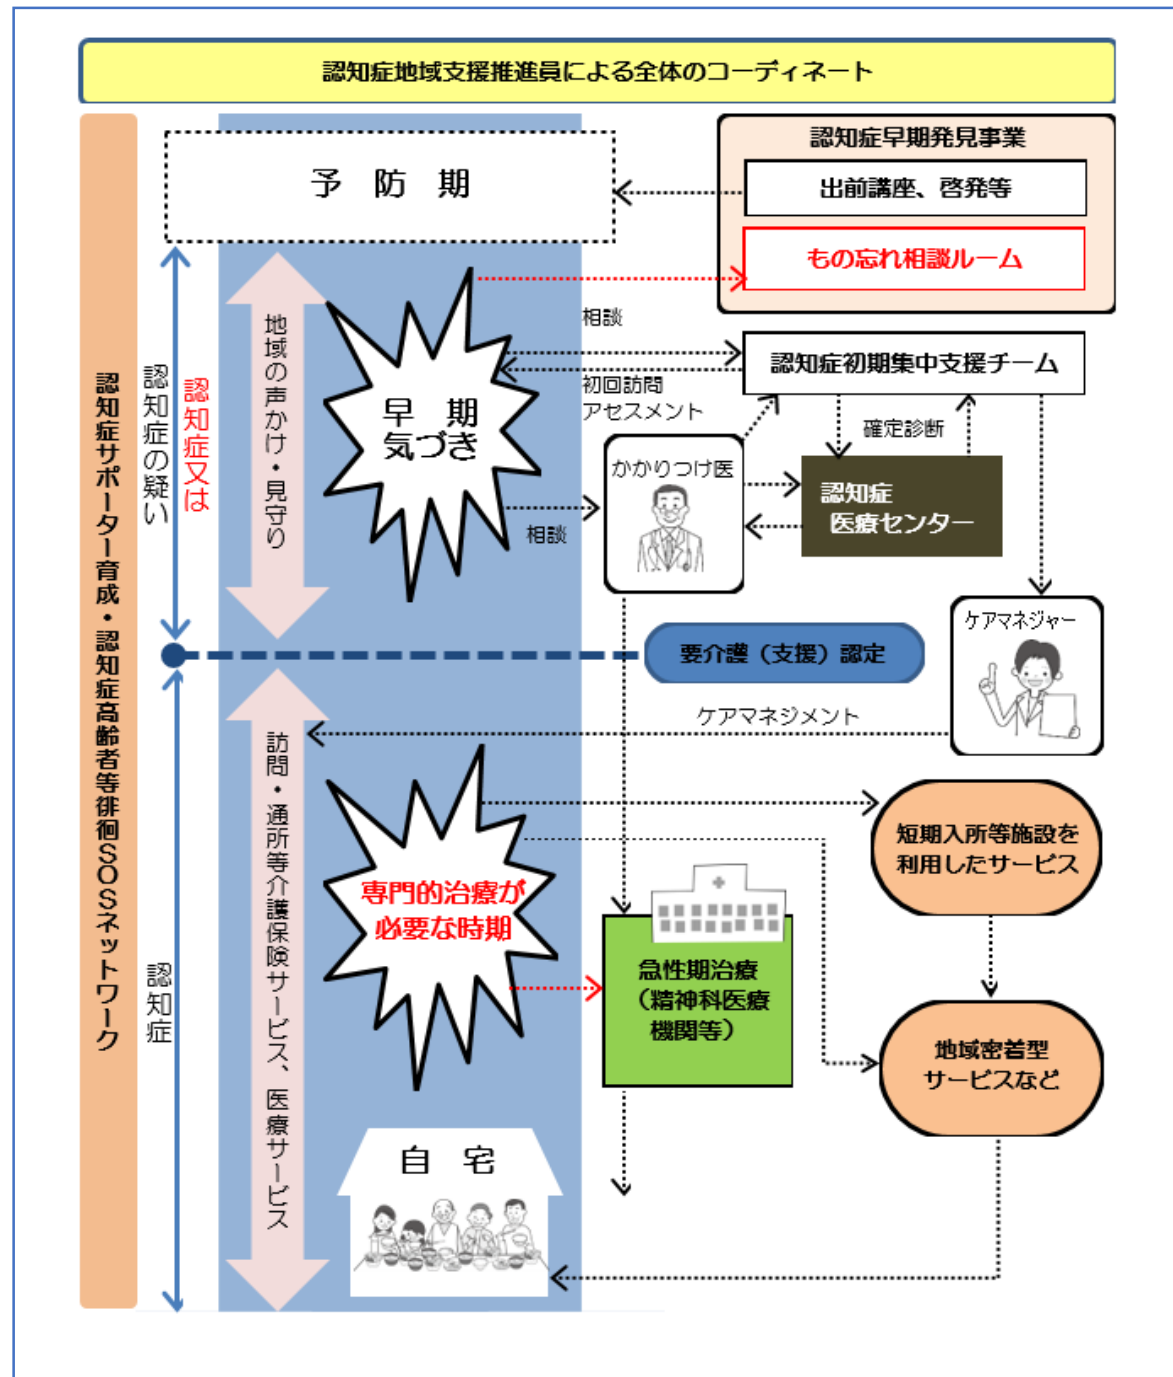 認知症地域支援推進員による全体のコーディネート
認知症サポーター育成・認知症高齢者等徘徊SOSネットワーク
予 防 期
認知症早期発見事業
出前講座、啓発等
もの忘れ相談ルーム
認知症又は
認知症の疑い
地域の声かけ・見守り
早 期
気づき
相談
初回訪問
アセスメント
認知症初期集中支援チーム
確定診断
かかりつけ医
相談
認知症
医療センター
ケアマネジャー
要介護（支援）認定
ケアマネジメント
認知症
訪問・通所等介護保険サービス、医療サービス
専門的治療が
必要な時期
短期入所等施設を
利用したサービス
急性期治療
（精神科医療
機関等）
地域密着型
サービスなど
自 宅